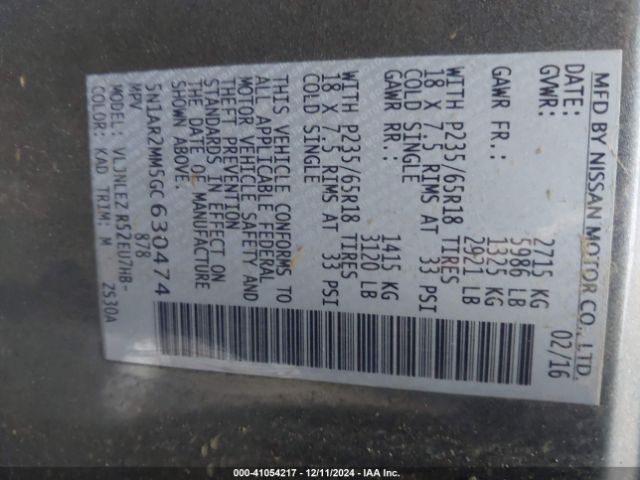 MFD BY NISSAN MOTOR CO., LTD.
DATE: 02/16
GVWR: 2715 KG
5986 LB
GAWR FR: 1325 KG
2921 LB
WITH P235/65R18 TIRES
18 X 7.5 RIMS AT 33 PSI
COLD SINGLE
GAWR RR: 1415 KG
3120 LB
WITH P235/65R18 TIRES
18 X 7.5 RIMS AT 33 PSI
COLD SINGLE
THIS VEHICLE CONFORMS TO
ALL APPLICABLE FEDERAL
MOTOR VEHICLE SAFETY AND
THEFT PREVENTION
STANDARDS IN EFFECT ON
THE DATE OF MANUFACTURE
SHOWN ABOVE.
5N1AR2MM5GC630474
MPV 878
MODEL: VLJNLEZ R52EU7HB-
COLOR: KAD TRIM: M ZS30A
000-41054217 - 12/11/2024 - IAA Inc.